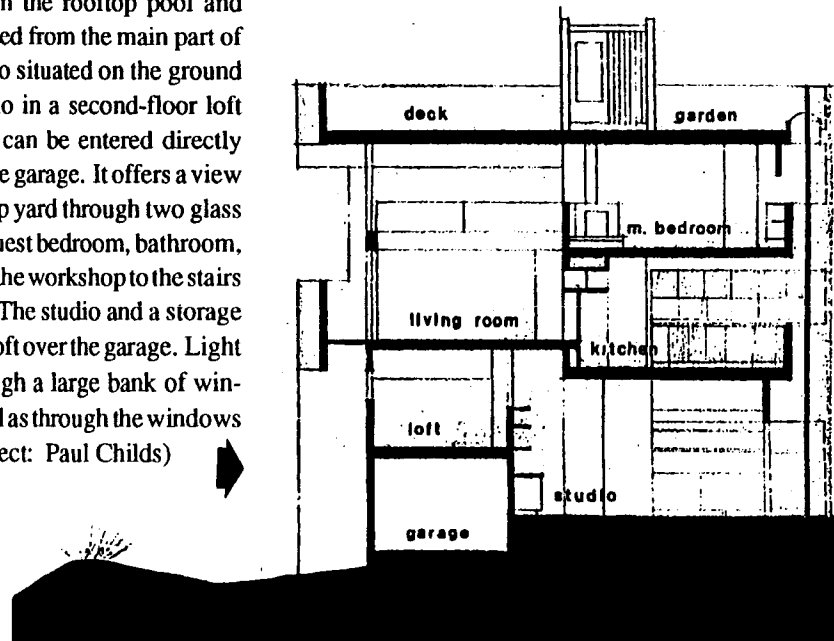 the rooftop pool and
ed from the main part of
o situated on the ground
o in a second-floor loft
can be entered directly
e garage. It offers a view
p yard through two glass
uest bedroom, bathroom,
the workshop to the stairs
The studio and a storage
oft over the garage. Light
gh a large bank of win-
l as through the windows
ect: Paul Childs)
deck
garden
m. bedroom
living room
kitchen
loft
studio
garage